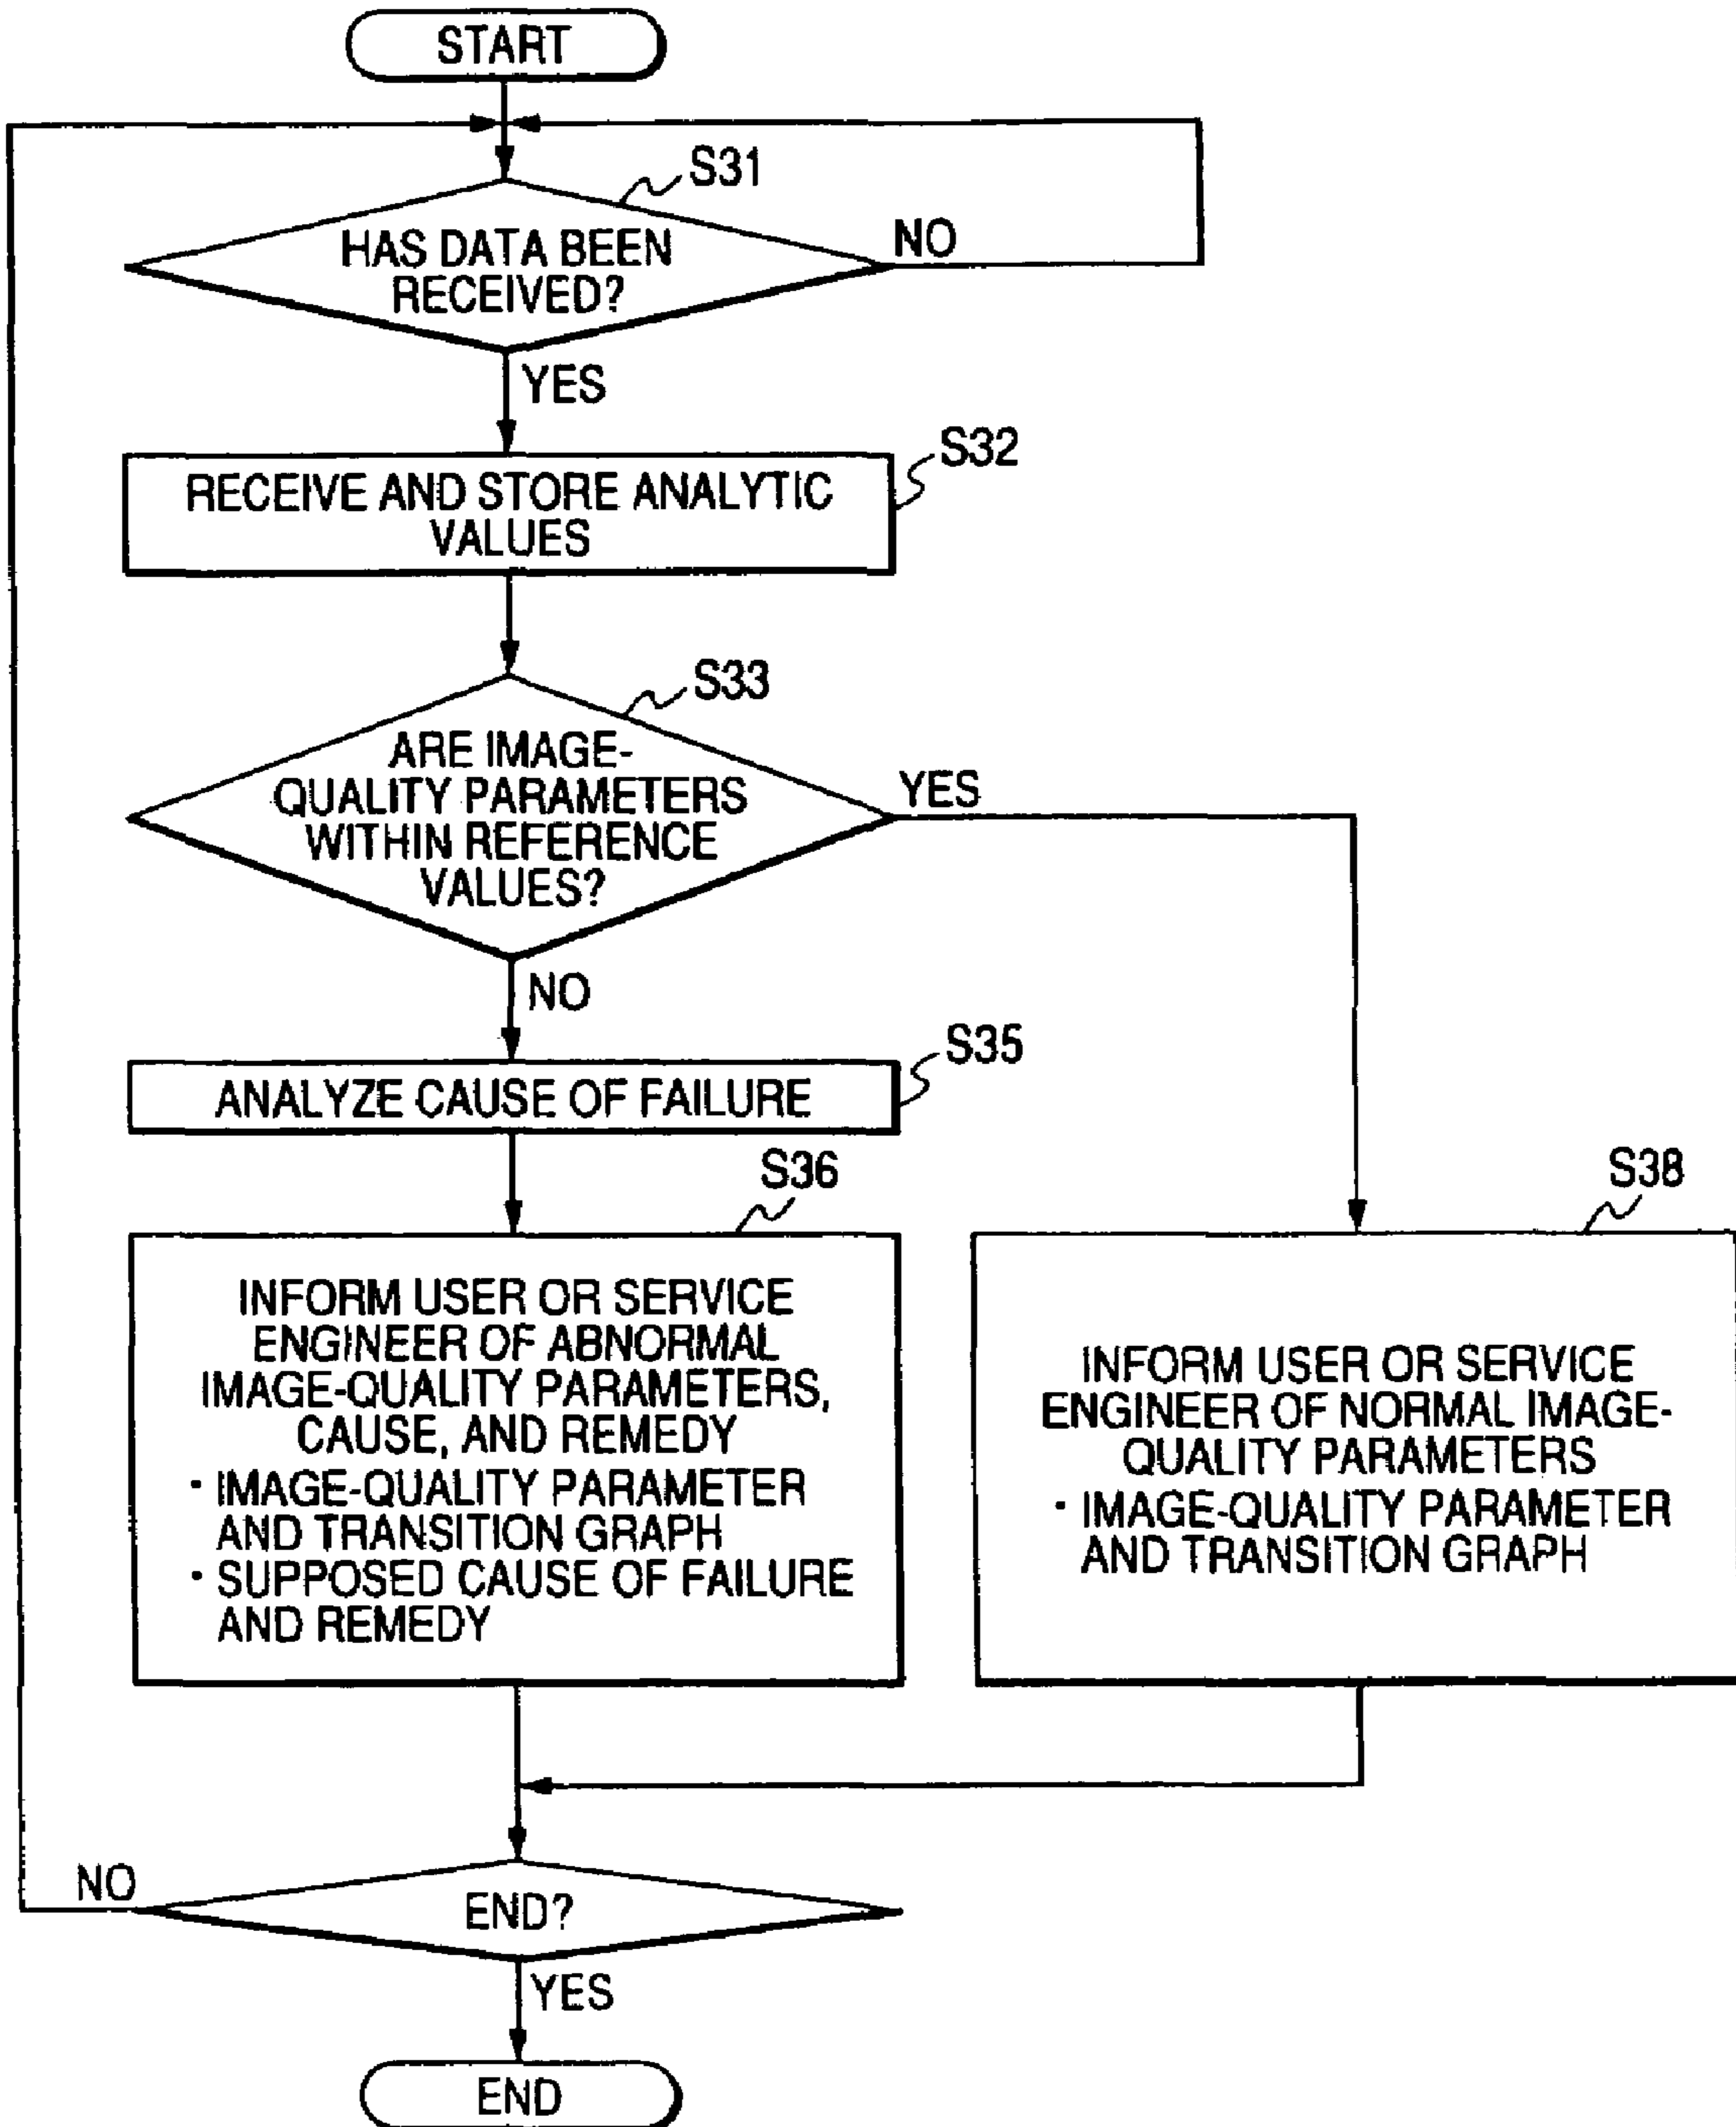 START
S31
HAS DATA BEEN
RECEIVED?
NO
YES
S32
RECEIVE AND STORE ANALYTIC
VALUES
S33
ARE IMAGE-
QUALITY PARAMETERS
WITHIN REFERENCE
VALUES?
YES
NO
S35
ANALYZE CAUSE OF FAILURE
S36
INFORM USER OR SERVICE
ENGINEER OF ABNORMAL
IMAGE-QUALITY PARAMETERS,
CAUSE, AND REMEDY
· IMAGE-QUALITY PARAMETER
AND TRANSITION GRAPH
· SUPPOSED CAUSE OF FAILURE
AND REMEDY
S38
INFORM USER OR SERVICE
ENGINEER OF NORMAL IMAGE-
QUALITY PARAMETERS
· IMAGE-QUALITY PARAMETER
AND TRANSITION GRAPH
NO
END?
YES
END